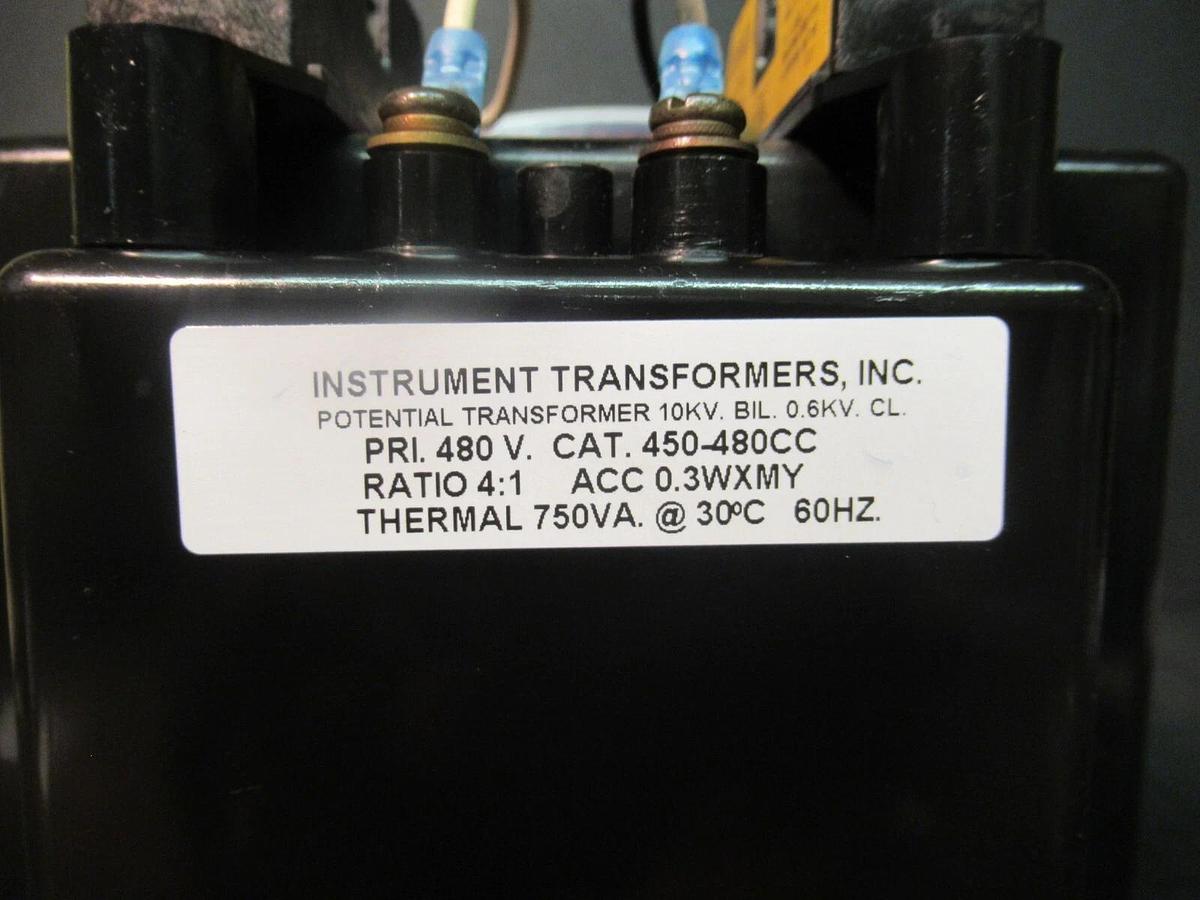 INSTRUMENT TRANSFORMERS, INC.
POTENTIAL TRANSFORMER 10KV. BIL. 0.6KV. CL.
PRI. 480 V. CAT. 450-480CC
RATIO 4:1 ACC 0.3WXMY
THERMAL 750VA. @ 30ºC 60HZ.